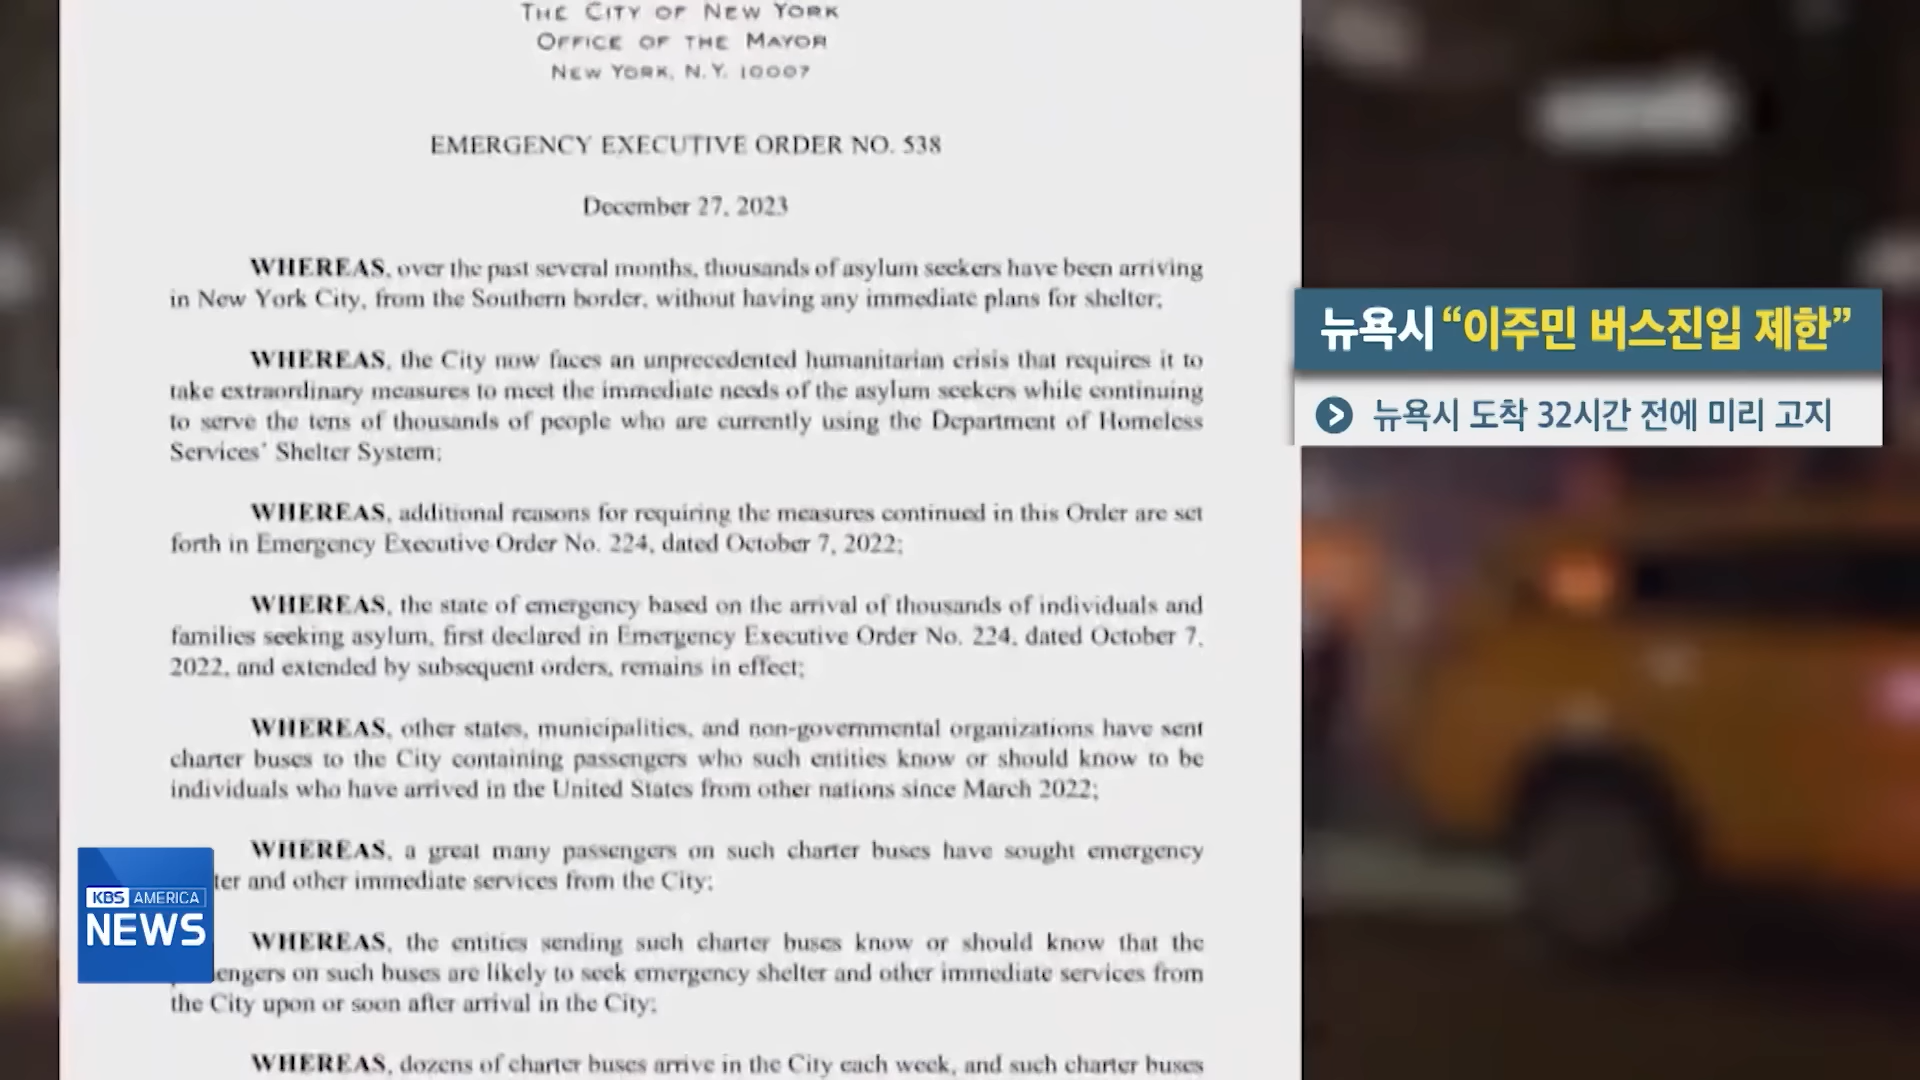 THE CITY OF NEW YORK
OFFICE OF THE MAYOR
NEW YORK, N.Y. 10007
EMERGENCY EXECUTIVE ORDER NO. 538
December 27, 2023
WHEREAS, over the past several months, thousands of asylum seekers have been arriving
in New York City, from the Southern border, without having any immediate plans for shelter;
WHEREAS, the City now faces an unprecedented humanitarian crisis that requires it to
take extraordinary measures to meet the immediate needs of the asylum seekers while continuing
to serve the tens of thousands of people who are currently using the Department of Homeless
Services' Shelter System;
WHEREAS, additional reasons for requiring the measures continued in this Order are set
forth in Emergency Executive Order No. 224, dated October 7, 2022;
WHEREAS, the state of emergency based on the arrival of thousands of individuals and
families seeking asylum, first declared in Emergency Executive Order No. 224, dated October 7,
2022, and extended by subsequent orders, remains in effect;
WHEREAS, other states, municipalities, and non-governmental organizations have sent
charter buses to the City containing passengers who such entities know or should know to be
individuals who have arrived in the United States from other nations since March 2022;
WHEREAS, a great many passengers on such charter buses have sought emergency
ter and other immediate services from the City;
WHEREAS, the entities sending such charter buses know or should know that the
engers on such buses are likely to seek emergency shelter and other immediate services from
the City upon or soon after arrival in the City;
WHEREAS, dozens of charter buses arrive in the City each week, and such charter buses
뉴욕시 “이주민 버스진입 제한”
뉴욕시 도착 32시간 전에 미리 고지
KBS AMERICA
NEWS